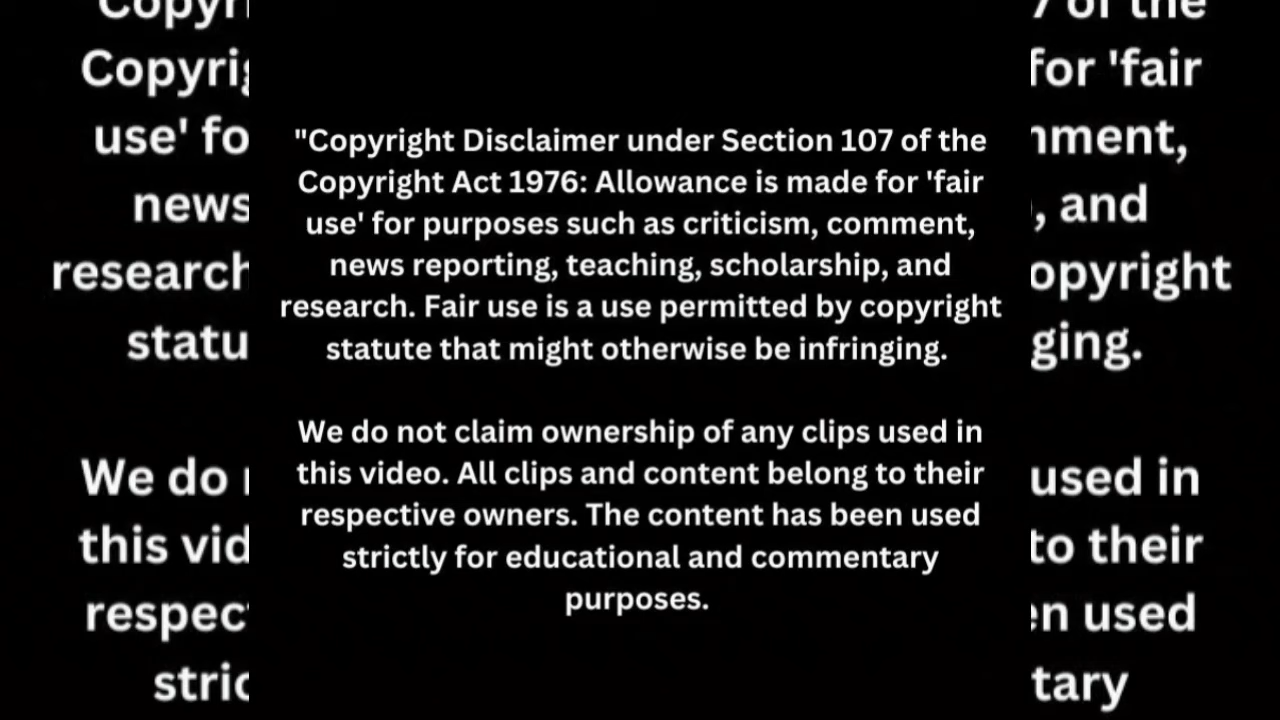 "Copyright Disclaimer under Section 107 of the
Copyright Act 1976: Allowance is made for 'fair
use' for purposes such as criticism, comment,
news reporting, teaching, scholarship, and
research. Fair use is a use permitted by copyright
statute that might otherwise be infringing.
We do not claim ownership of any clips used in
this video. All clips and content belong to their
respective owners. The content has been used
strictly for educational and commentary
purposes.